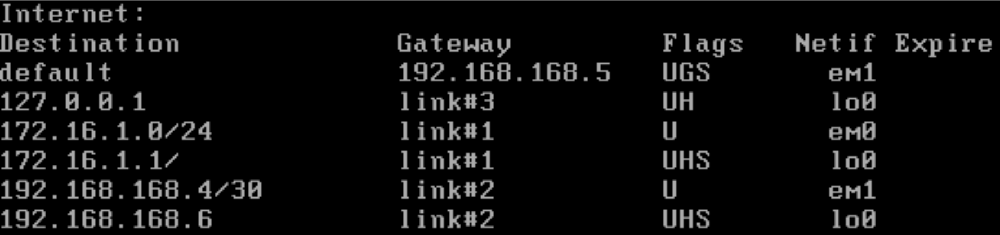 Internet:
Destination Gateway Flags Netif Expire
default 192.168.168.5 UGS em1
127.0.0.1 link#3 UH lo0
172.16.1.0/24 link#1 U em0
172.16.1.1/ link#1 UHS lo0
192.168.168.4/30 link#2 U em1
192.168.168.6 link#2 UHS lo0